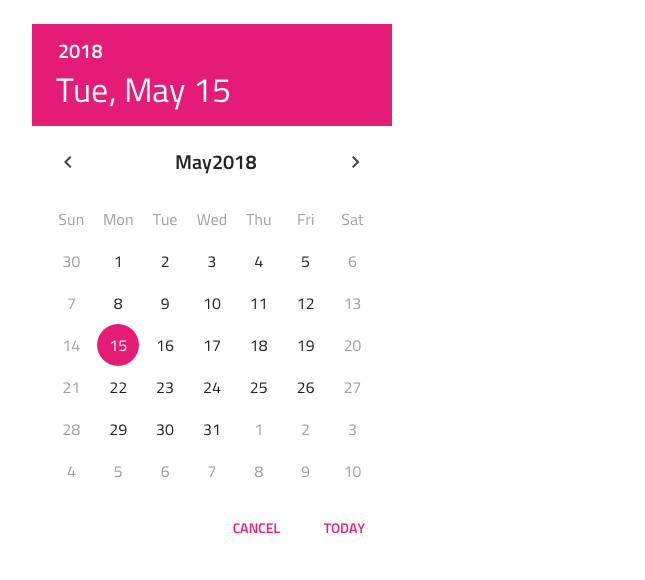 2018
Tue, May 15
May2018
Sun Mon Tue Wed Thu Fri Sat
30 1 2 3 4 5 6
7 8 9 10 11 12 13
14 15 16 17 18 19 20
21 22 23 24 25 26 27
28 29 30 31 1 2 3
4 5 6 7 8 9 10
CANCEL TODAY